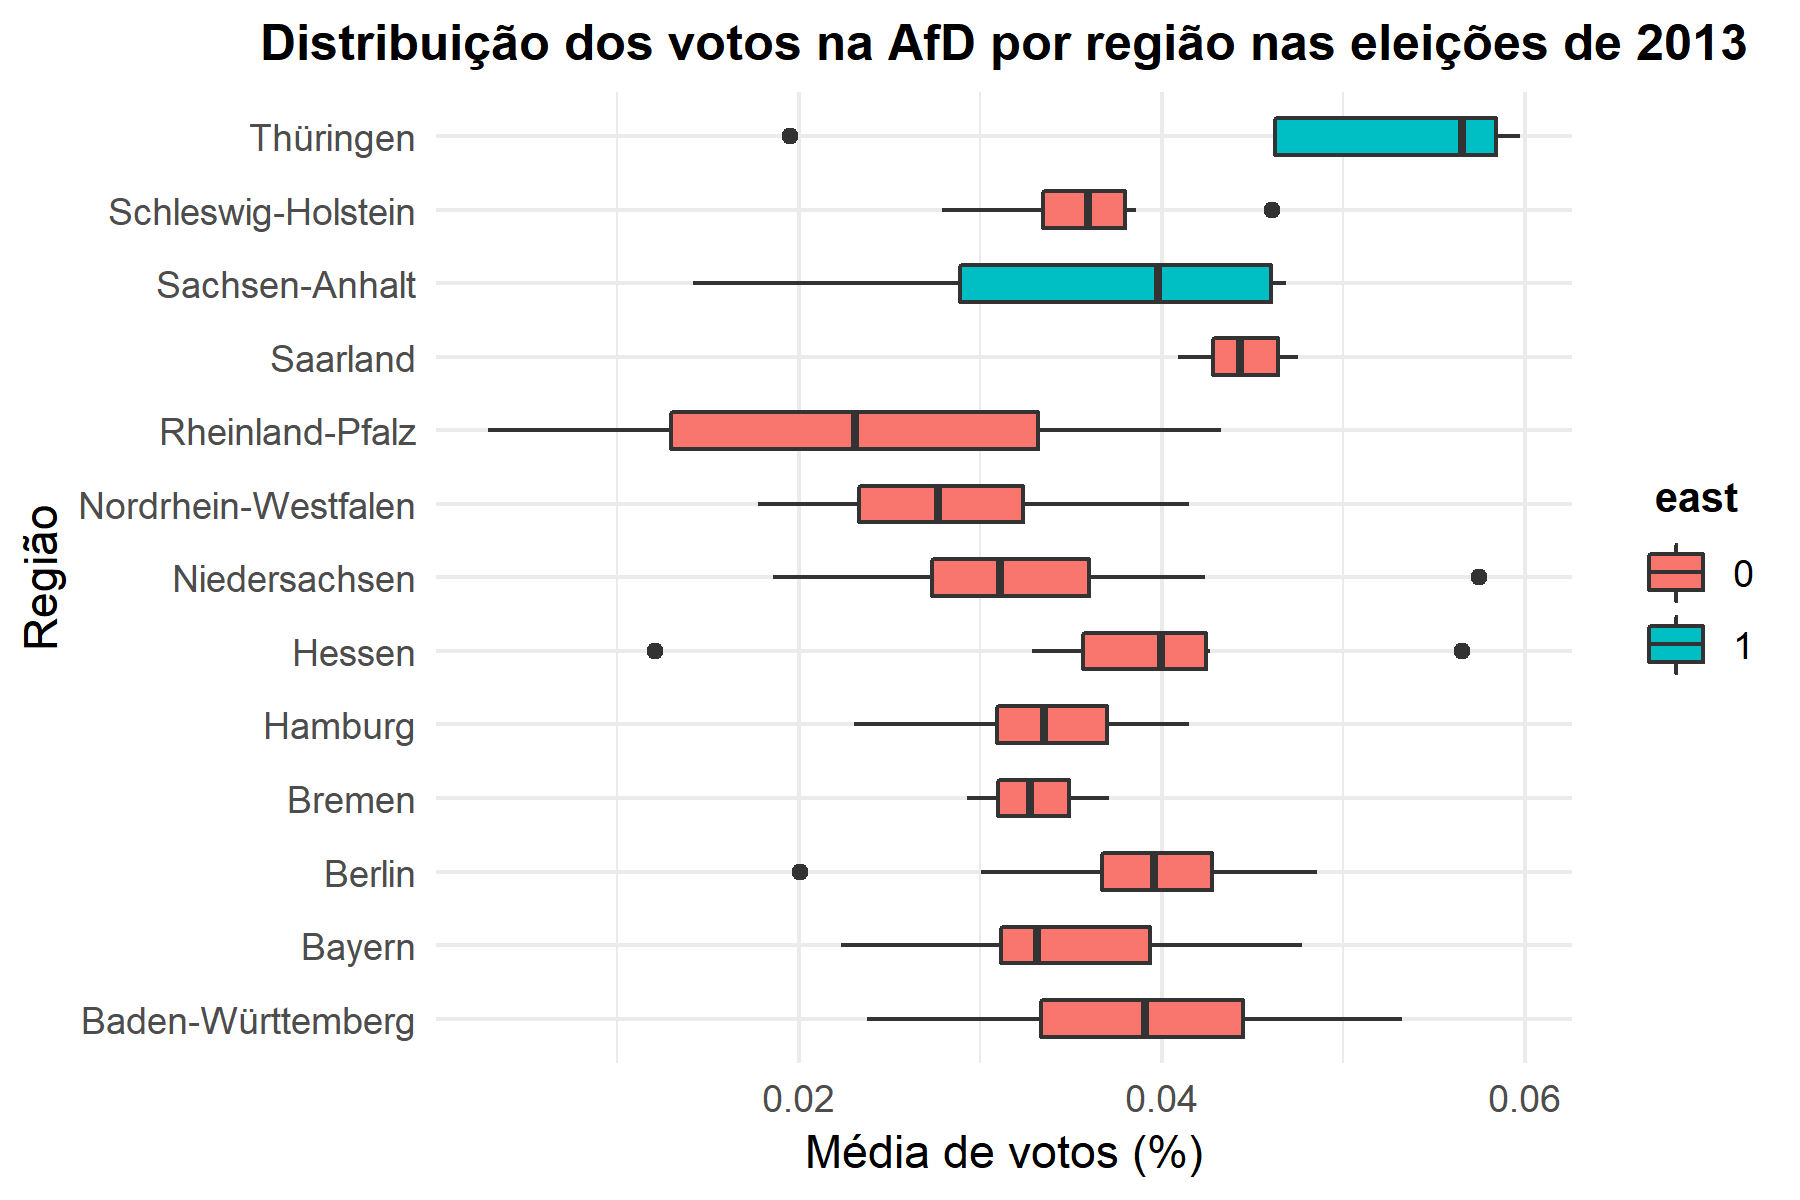 Distribuição dos votos na AfD por região nas eleições de 2013
Thüringen
Schleswig-Holstein
Sachsen-Anhalt
Saarland
Rheinland-Pfalz
Nordrhein-Westfalen
Niedersachsen
Hessen
Hamburg
Bremen
Berlin
Bayern
Baden-Württemberg
Região
0.02
0.04
0.06
Média de votos (%)
east
0
1